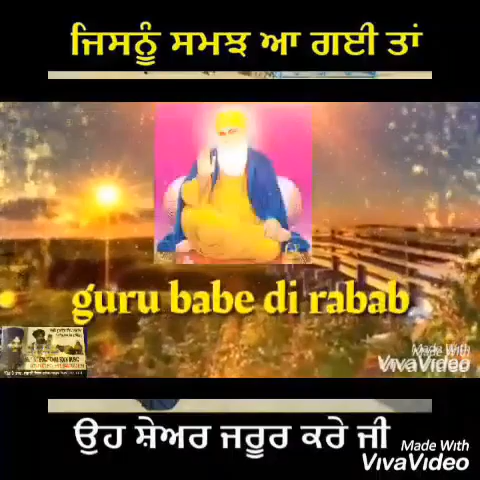 ਜਿਸਨੂੰ ਸਮਝ ਆ ਗਈ ਤਾਂ
guru babe di rabab
Made With
VivaVideo
ਉਹ ਸ਼ੇਅਰ ਜਰੂਰ ਕਰੇ ਜੀ
Made With
VivaVideo